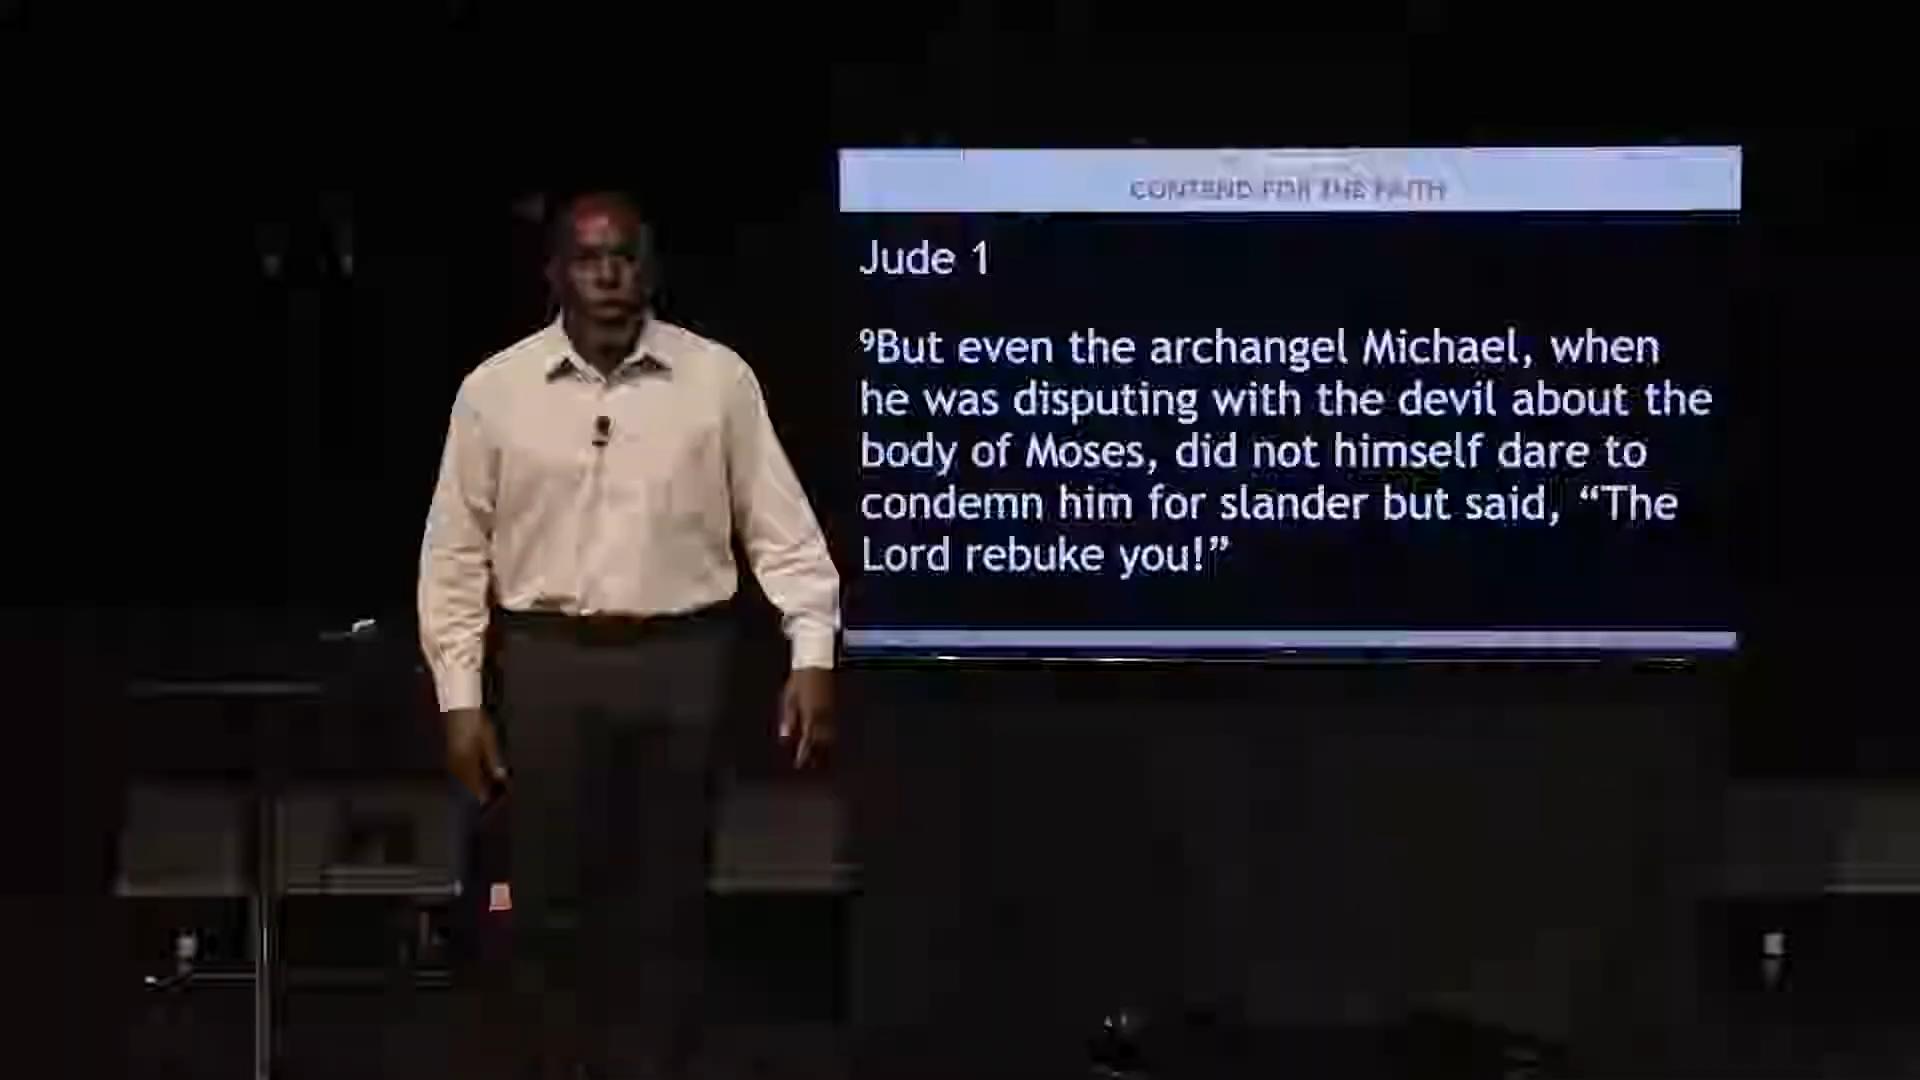 CONTEND FOR THE FAITH
Jude 1
⁹But even the archangel Michael, when
he was disputing with the devil about the
body of Moses, did not himself dare to
condemn him for slander but said, “The
Lord rebuke you!”